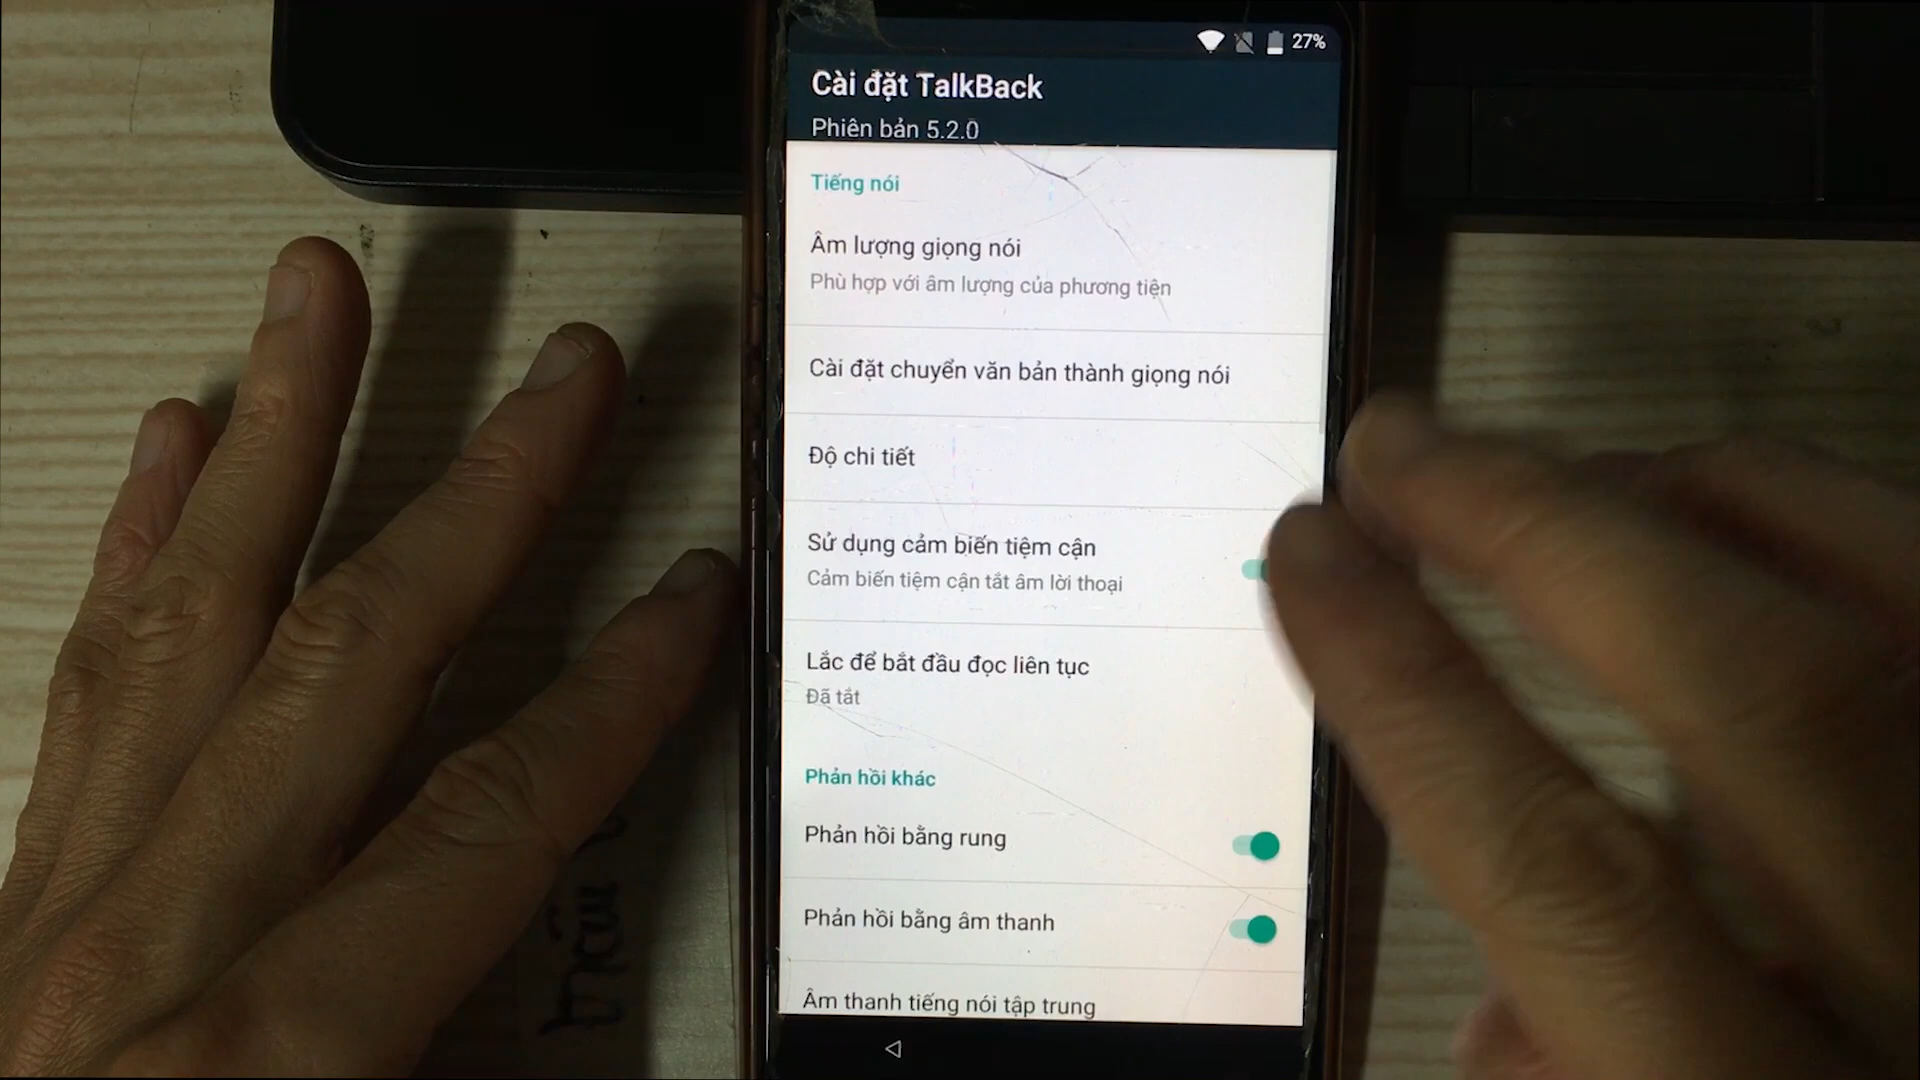 27%
Cài đặt TalkBack
Phiên bản 5.2.0
Tiếng nói
Âm lượng giọng nói
Phù hợp với âm lượng của phương tiện
Cài đặt chuyển văn bản thành giọng nói
Độ chi tiết
Sử dụng cảm biến tiệm cận
Cảm biến tiệm cận tắt âm lời thoại
Lắc để bắt đầu đọc liên tục
Đã tắt
Phản hồi khác
Phản hồi bằng rung
Phản hồi bằng âm thanh
Âm thanh tiếng nói tập trung